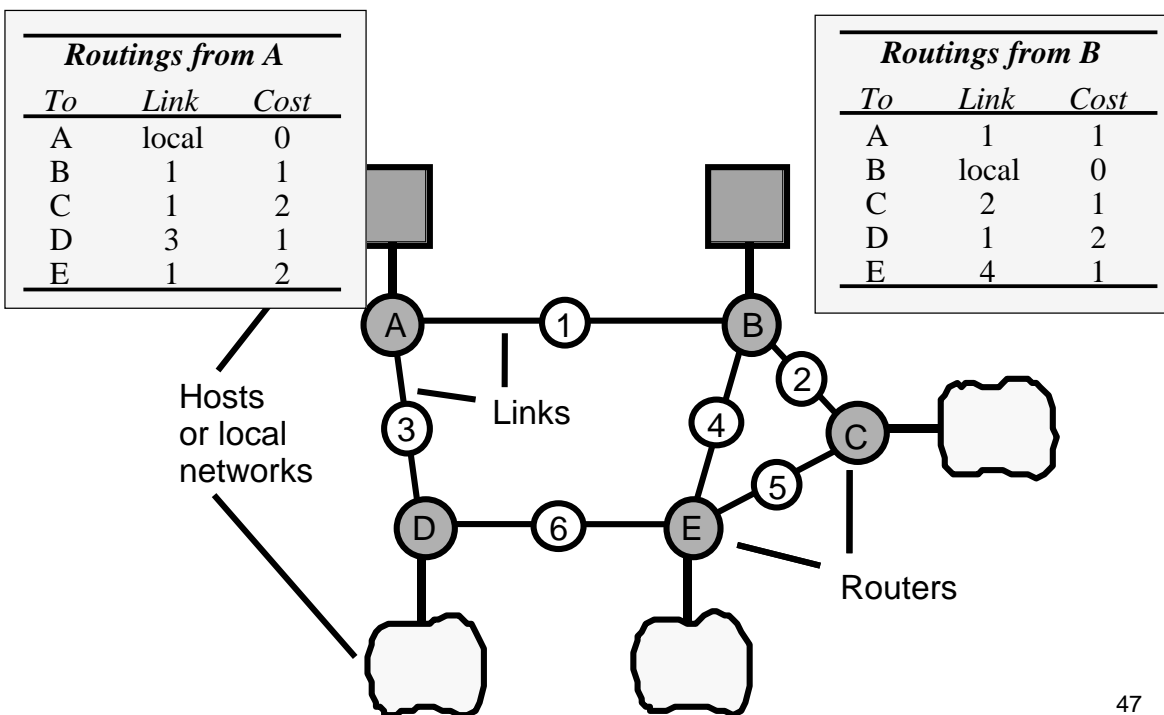 Routings from A
To Link Cost
A local 0
B 1 1
C 1 2
D 3 1
E 1 2
Routings from B
To Link Cost
A 1 1
B local 0
C 2 1
D 1 2
E 4 1
A
1
B
2
Hosts
or local
networks
Links
3
4
C
5
D
6
E
Routers
47